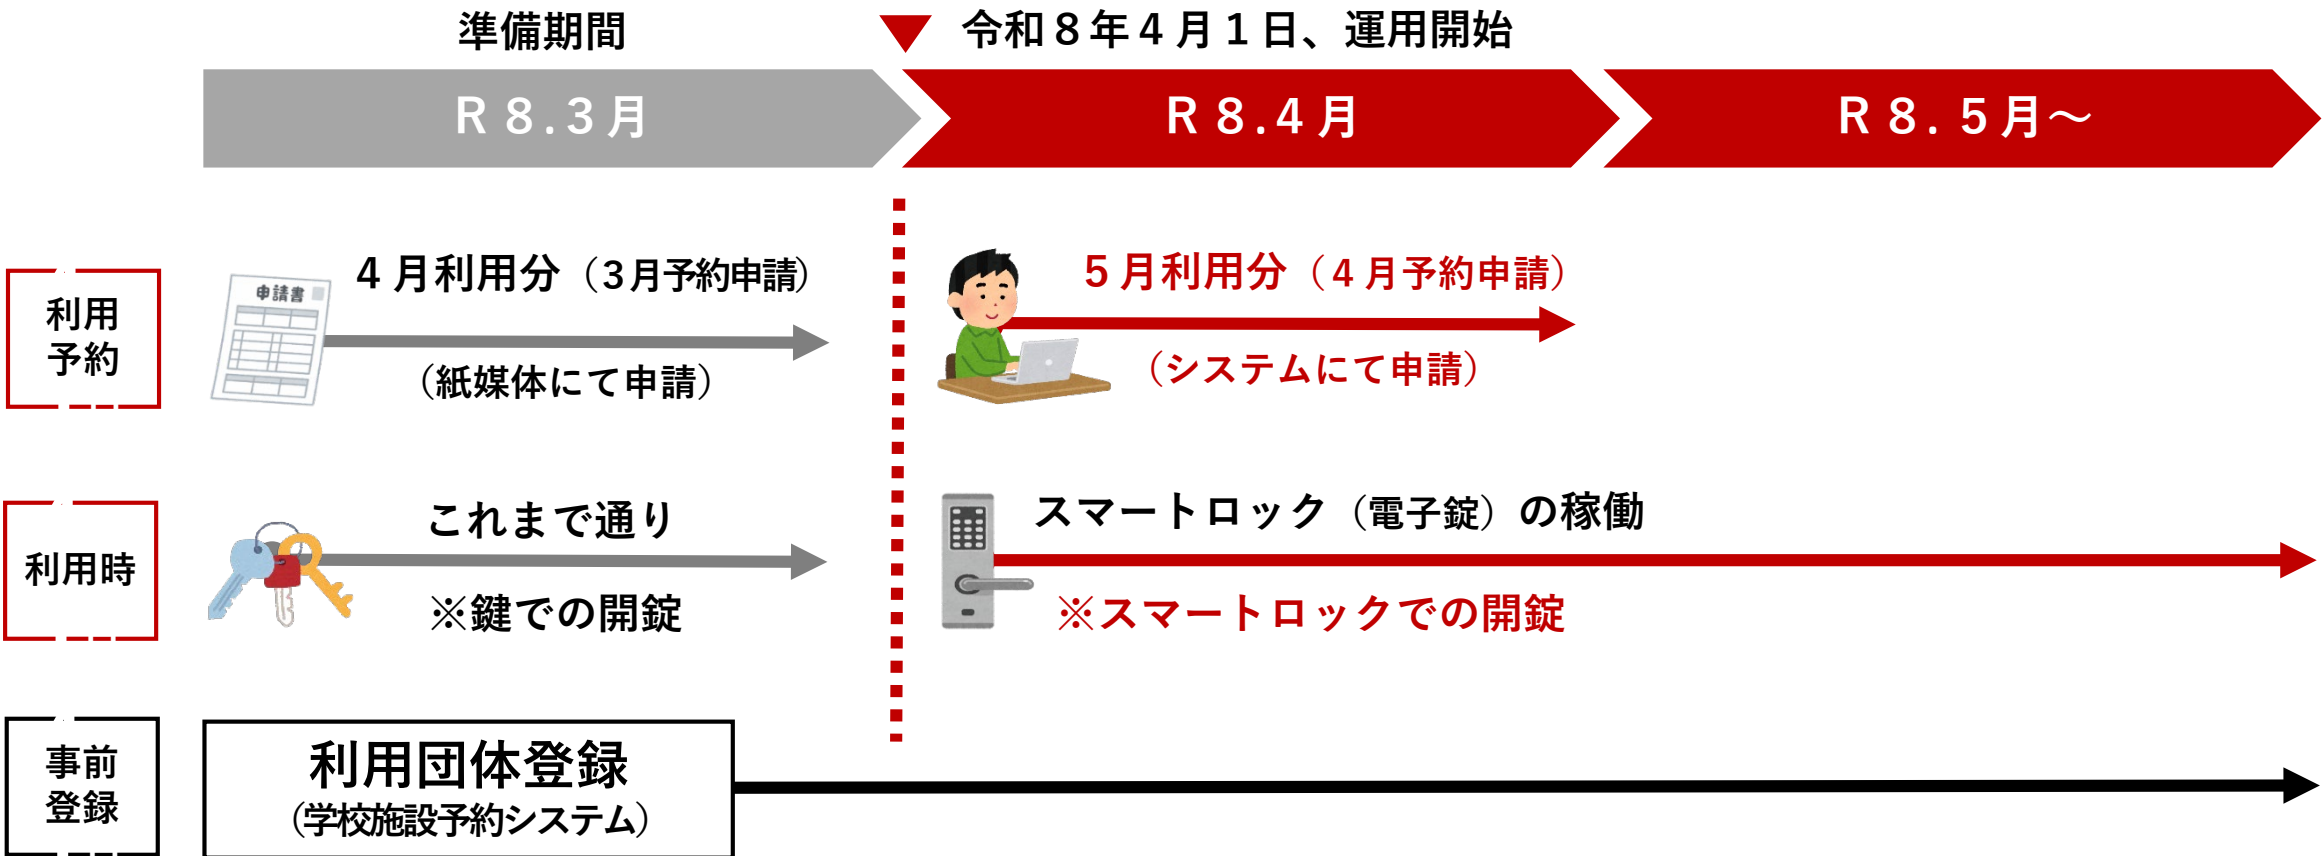 準備期間
令和８年４月１日、運用開始
Ｒ８.３月
Ｒ８.４月
Ｒ８.５月～
利用
予約
申請書
４月利用分（３月予約申請）
（紙媒体にて申請）
５月利用分（４月予約申請）
（システムにて申請）
利用時
これまで通り
※鍵での開錠
スマートロック（電子錠）の稼働
※スマートロックでの開錠
事前
登録
利用団体登録
（学校施設予約システム）